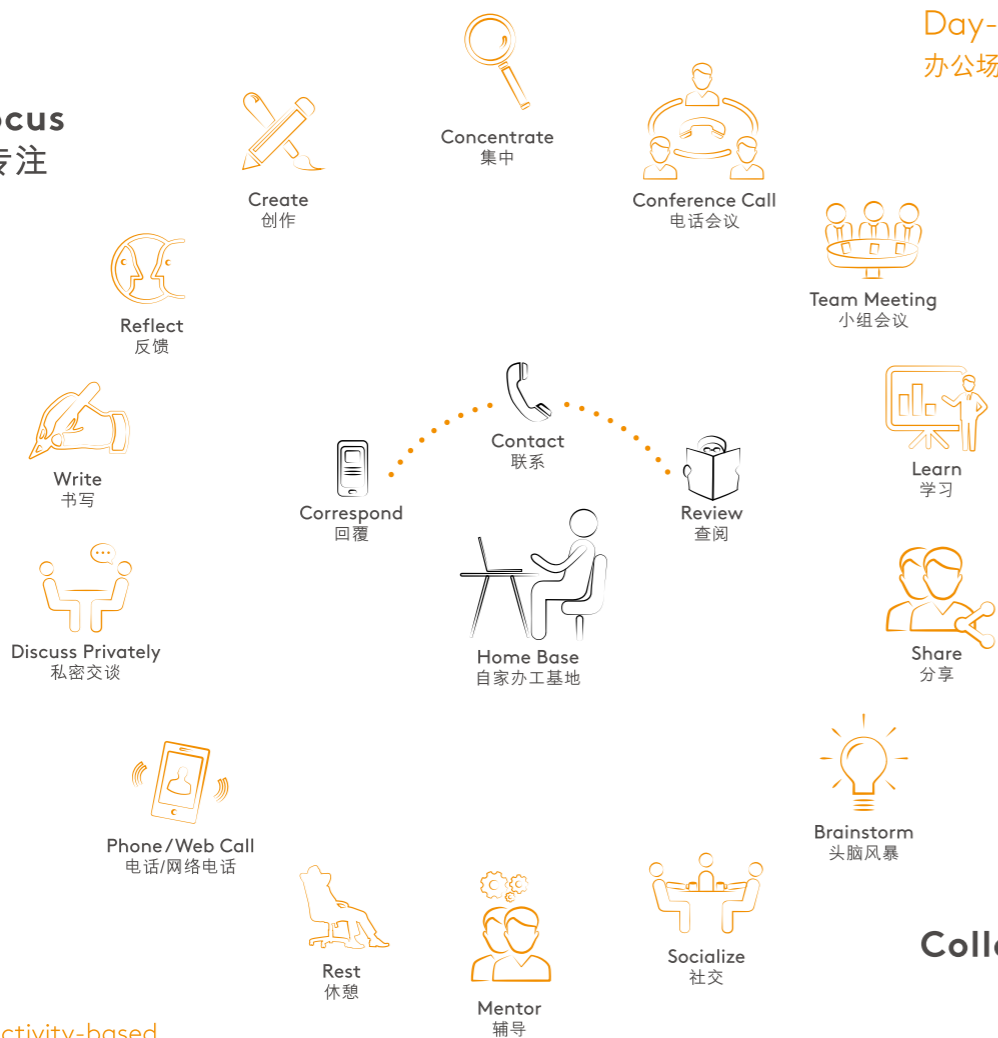 Day-
办公场
ocus
专注
Concentrate
集中
Create
创作
Conference Call
电话会议
Team Meeting
小组会议
Reflect
反馈
Contact
联系
Learn
学习
Write
书写
Correspond
回覆
Review
查阅
Discuss Privately
私密交谈
Home Base
自家办工基地
Share
分享
Phone/Web Call
电话/网络电话
Brainstorm
头脑风暴
Rest
休憩
Mentor
辅导
Socialize
社交
Colle
ctivity-based